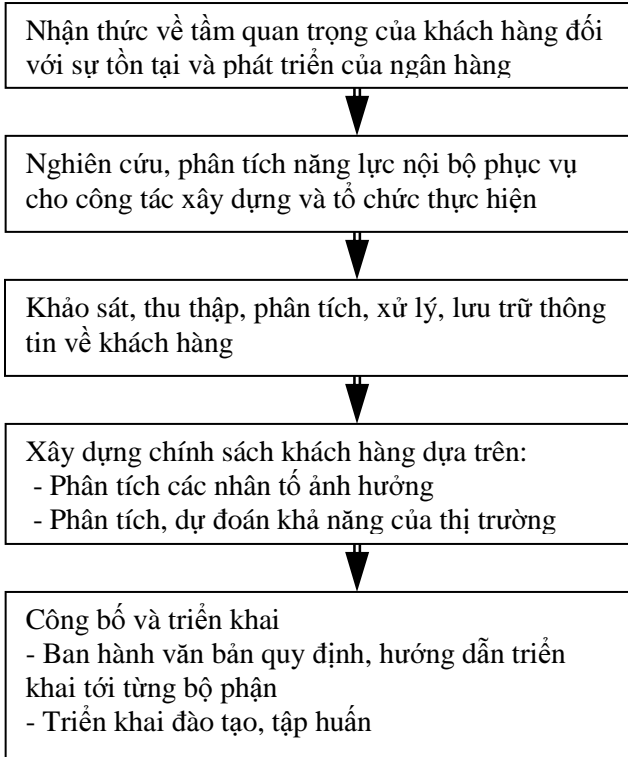 Nhận thức về tầm quan trọng của khách hàng đối
với sự tồn tại và phát triển của ngân hàng
Nghiên cứu, phân tích năng lực nội bộ phục vụ
cho công tác xây dựng và tổ chức thực hiện
Khảo sát, thu thập, phân tích, xử lý, lưu trữ thông
tin về khách hàng
Xây dựng chính sách khách hàng dựa trên:
- Phân tích các nhân tố ảnh hưởng
- Phân tích, dự đoán khả năng của thị trường
Công bố và triển khai
- Ban hành văn bản quy định, hướng dẫn triển
khai tới từng bộ phận
- Triển khai đào tạo, tập huấn